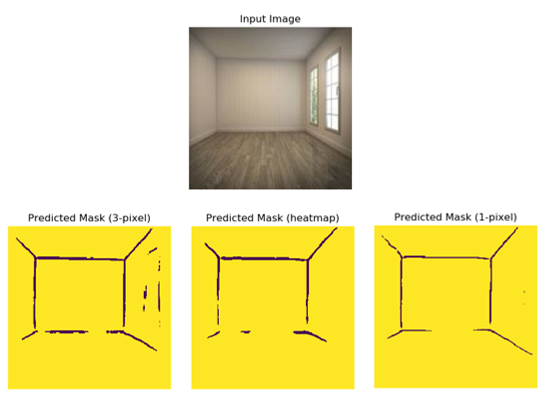 Input Image
Predicted Mask (3-pixel)
Predicted Mask (heatmap)
Predicted Mask (1-pixel)